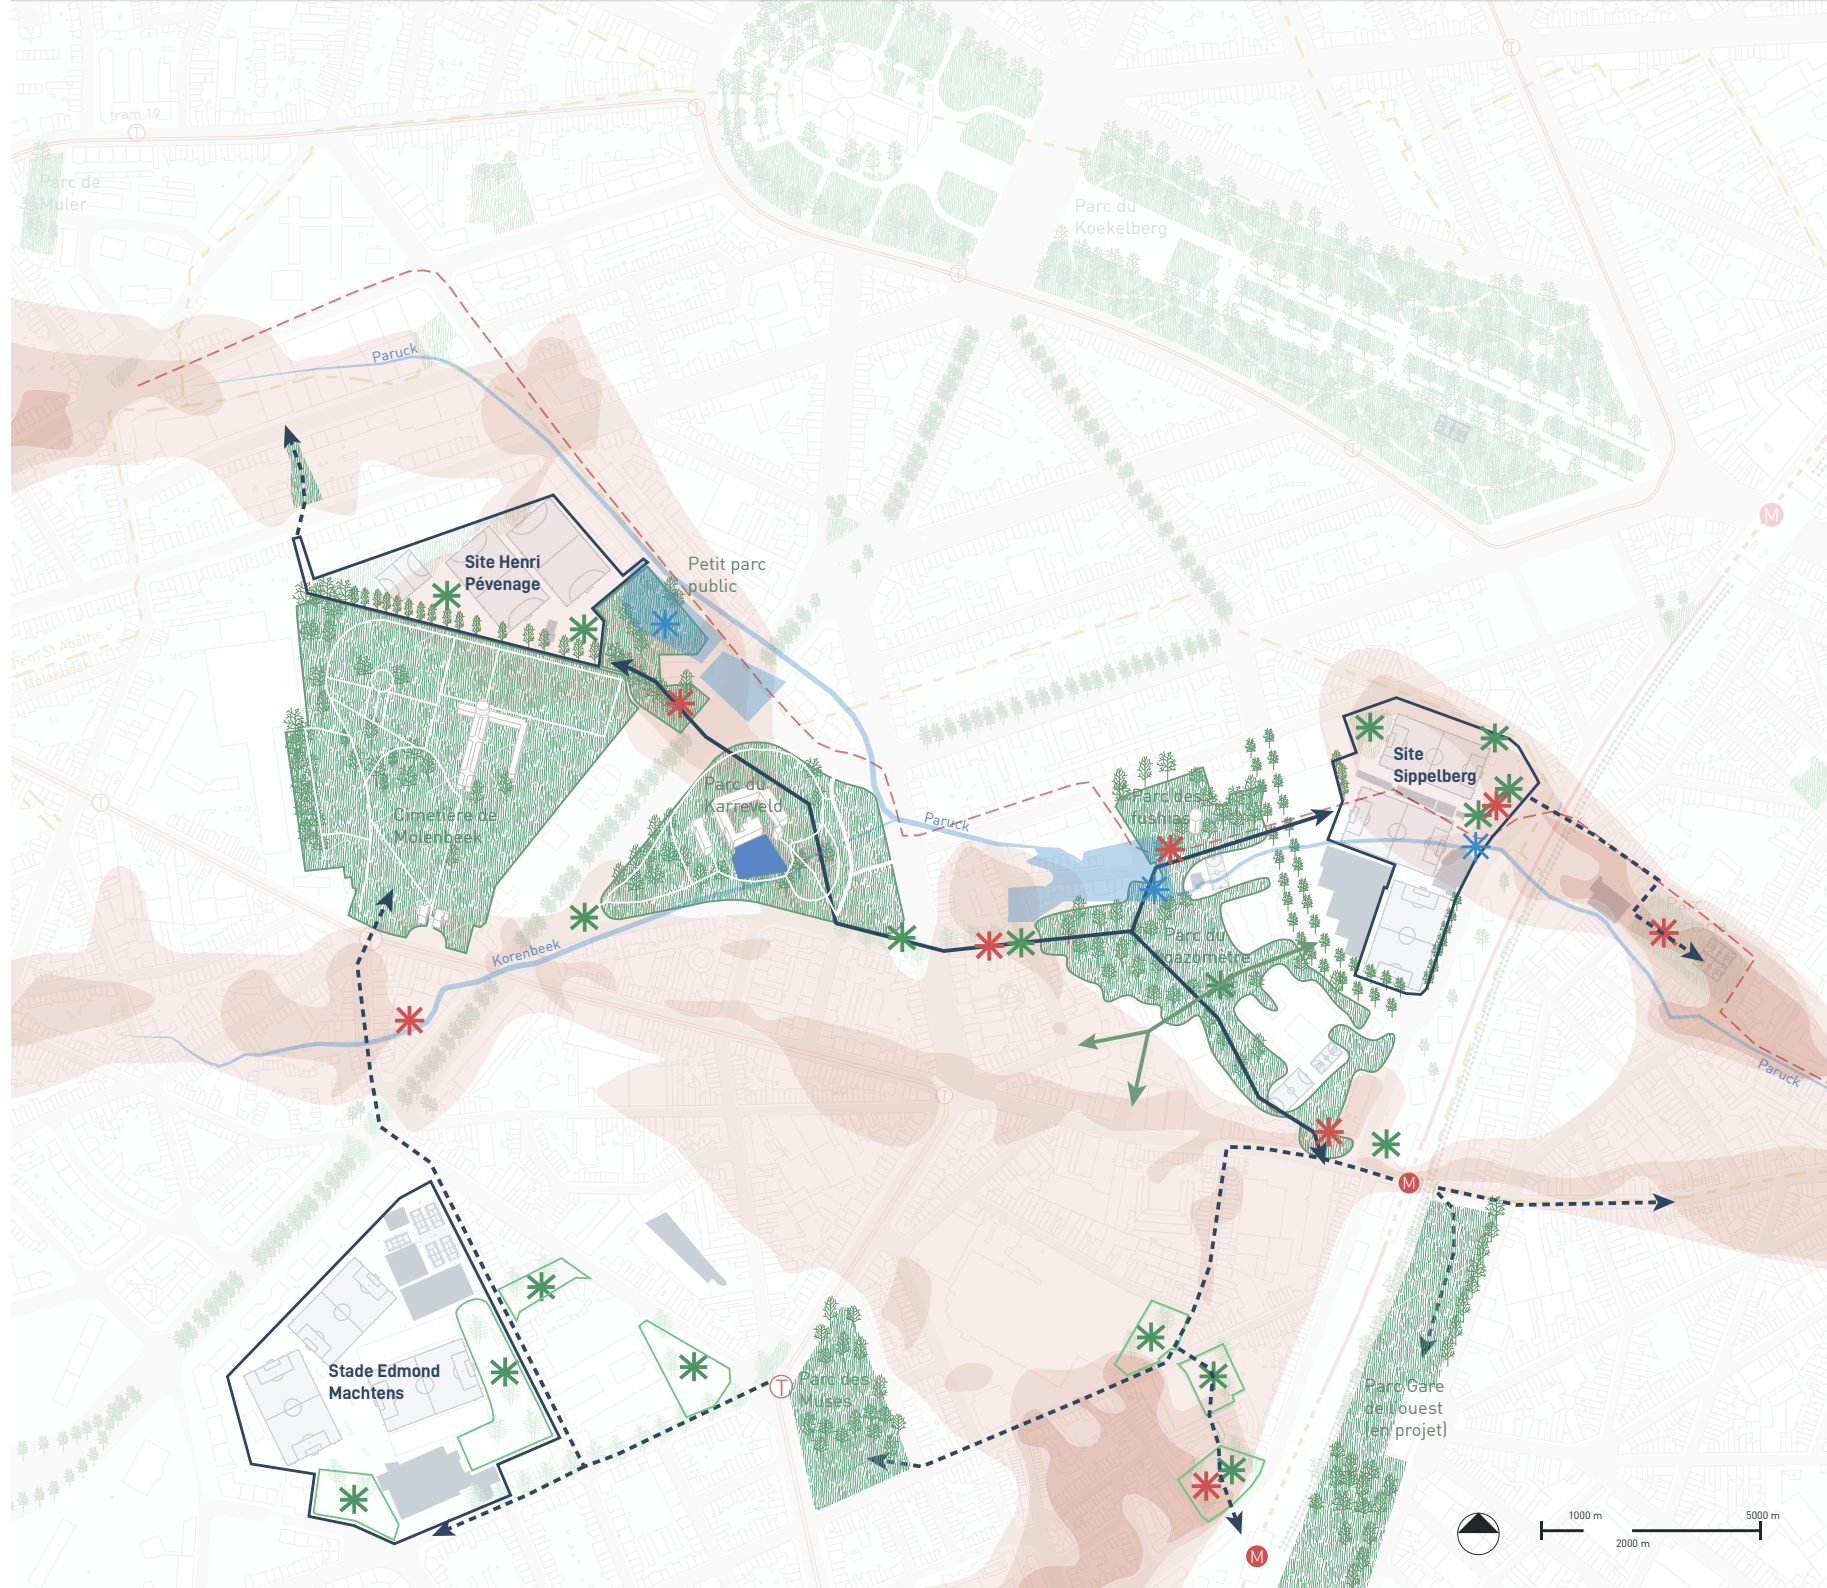 tram 19
T
T
T
Parc de
Muler
Parc du
Koekelberg
T
T
M
Paruck
Site Henri
Pévenage
Petit parc
public
Molenbeek
T
Cimetière de
Molenbeek
Parc du
Karreveld
Paruck
Parc des
fushias
Site
Sippelberg
Korenbeek
Parc du
gazomètre
Paruck
T
M
Stade Edmond
Machtens
T
Parc des
Muses
Parc Gare
de l'ouest
(en projet)
1000 m
5000 m
2000 m
M